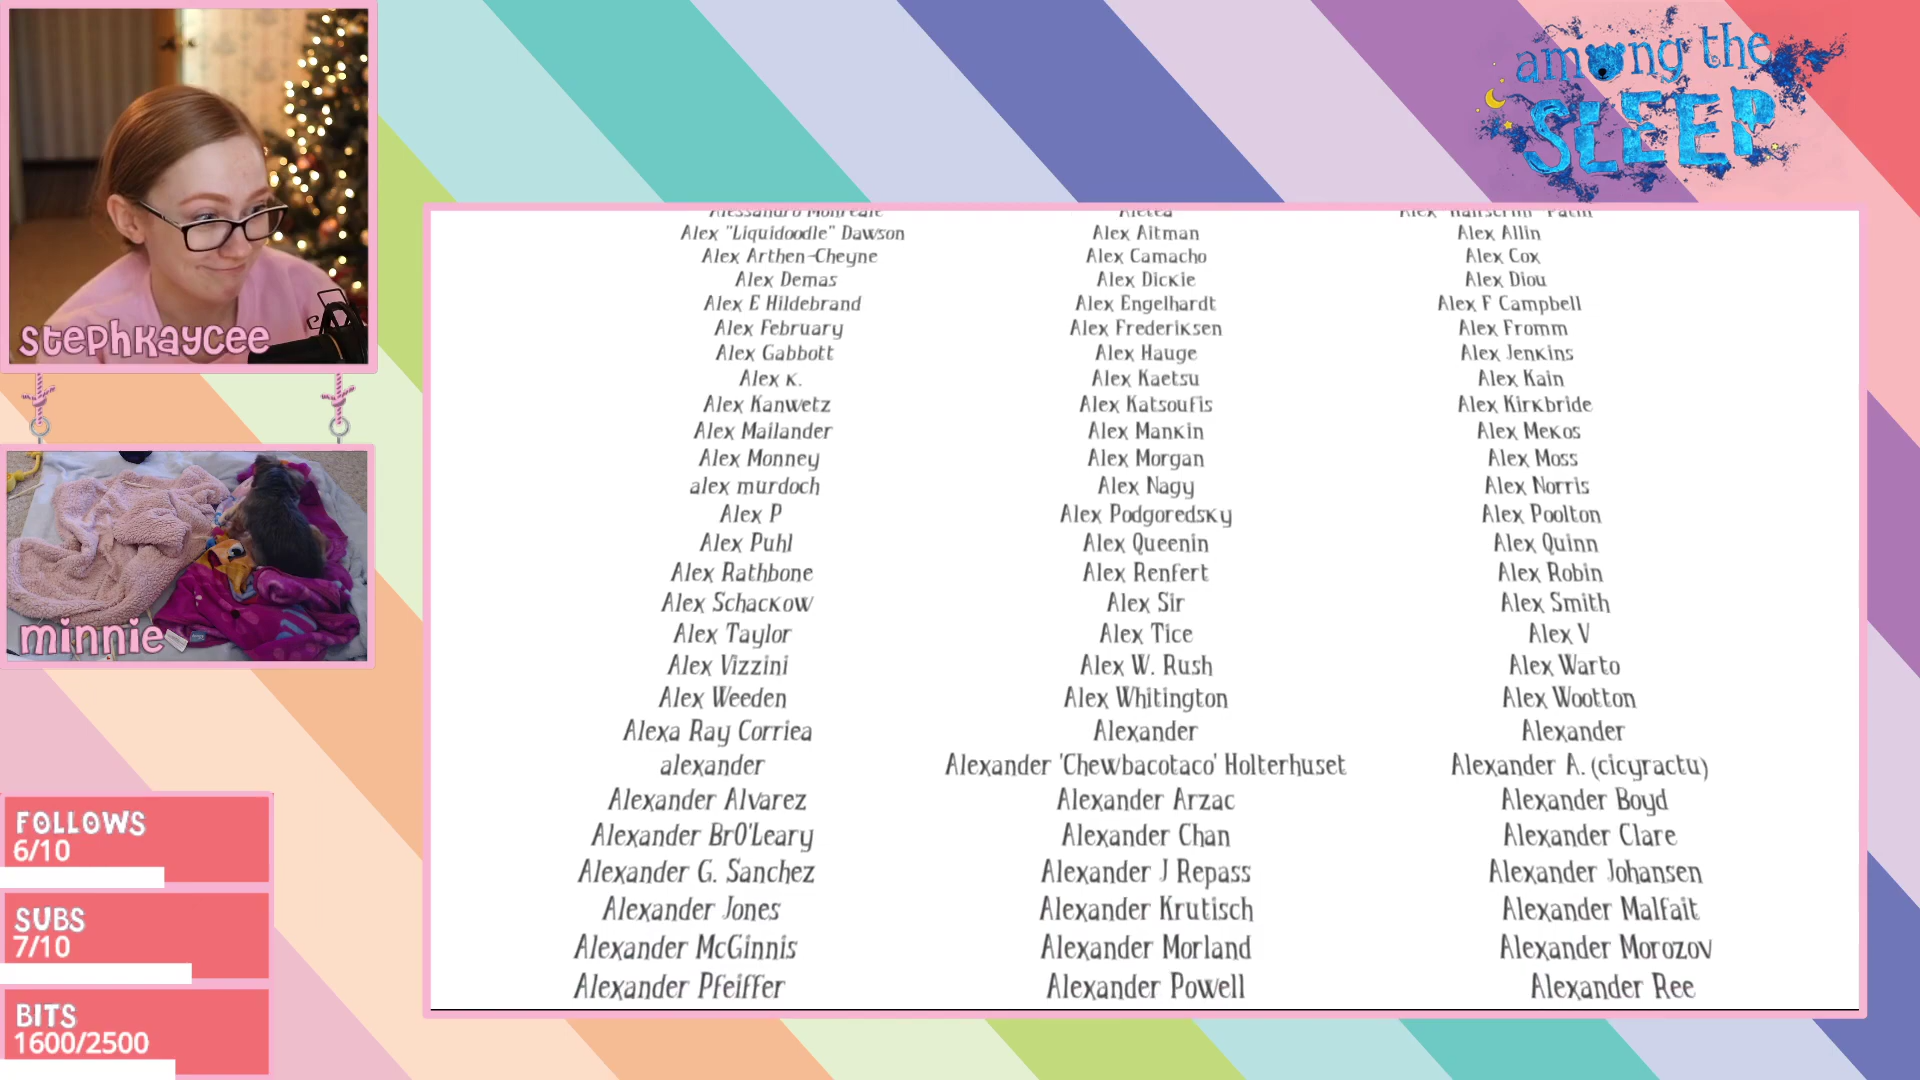 among the
SLEEP
stephkaycee
minnie
FOLLOWS
6/10
SUBS
7/10
BITS
1600/2500
Alessandro Monreale Aletea
Alex "Liquidoodle" Dawson Alex Aitman Alex Allin
Alex Arthen-Cheyne Alex Camacho Alex Cox
Alex Demas Alex Dickie Alex Diou
Alex E Hildebrand Alex Engelhardt Alex F Campbell
Alex February Alex Frederiksen Alex Fromm
Alex Gabbott Alex Hauge Alex Jenkins
Alex K. Alex Kaetsu Alex Kain
Alex Kanwetz Alex Katsoufis Alex Kirkbride
Alex Mailander Alex Mankin Alex Mekos
Alex Monney Alex Morgan Alex Moss
alex murdoch Alex Nagy Alex Norris
Alex P Alex Podgoredsky Alex Poolton
Alex Puhl Alex Queenin Alex Quinn
Alex Rathbone Alex Renfert Alex Robin
Alex Schackow Alex Sir Alex Smith
Alex Taylor Alex Tice Alex V
Alex Vizzini Alex W. Rush Alex Warto
Alex Weeden Alex Whitington Alex Wootton
Alexa Ray Corriea Alexander Alexander
alexander Alexander 'Chewbacotaco' Holterhuset Alexander A. (cicyractu)
Alexander Alvarez Alexander Arzac Alexander Boyd
Alexander BrO'Leary Alexander Chan Alexander Clare
Alexander G. Sanchez Alexander J Repass Alexander Johansen
Alexander Jones Alexander Krutisch Alexander Malfait
Alexander McGinnis Alexander Morland Alexander Morozov
Alexander Pfeiffer Alexander Powell Alexander Ree